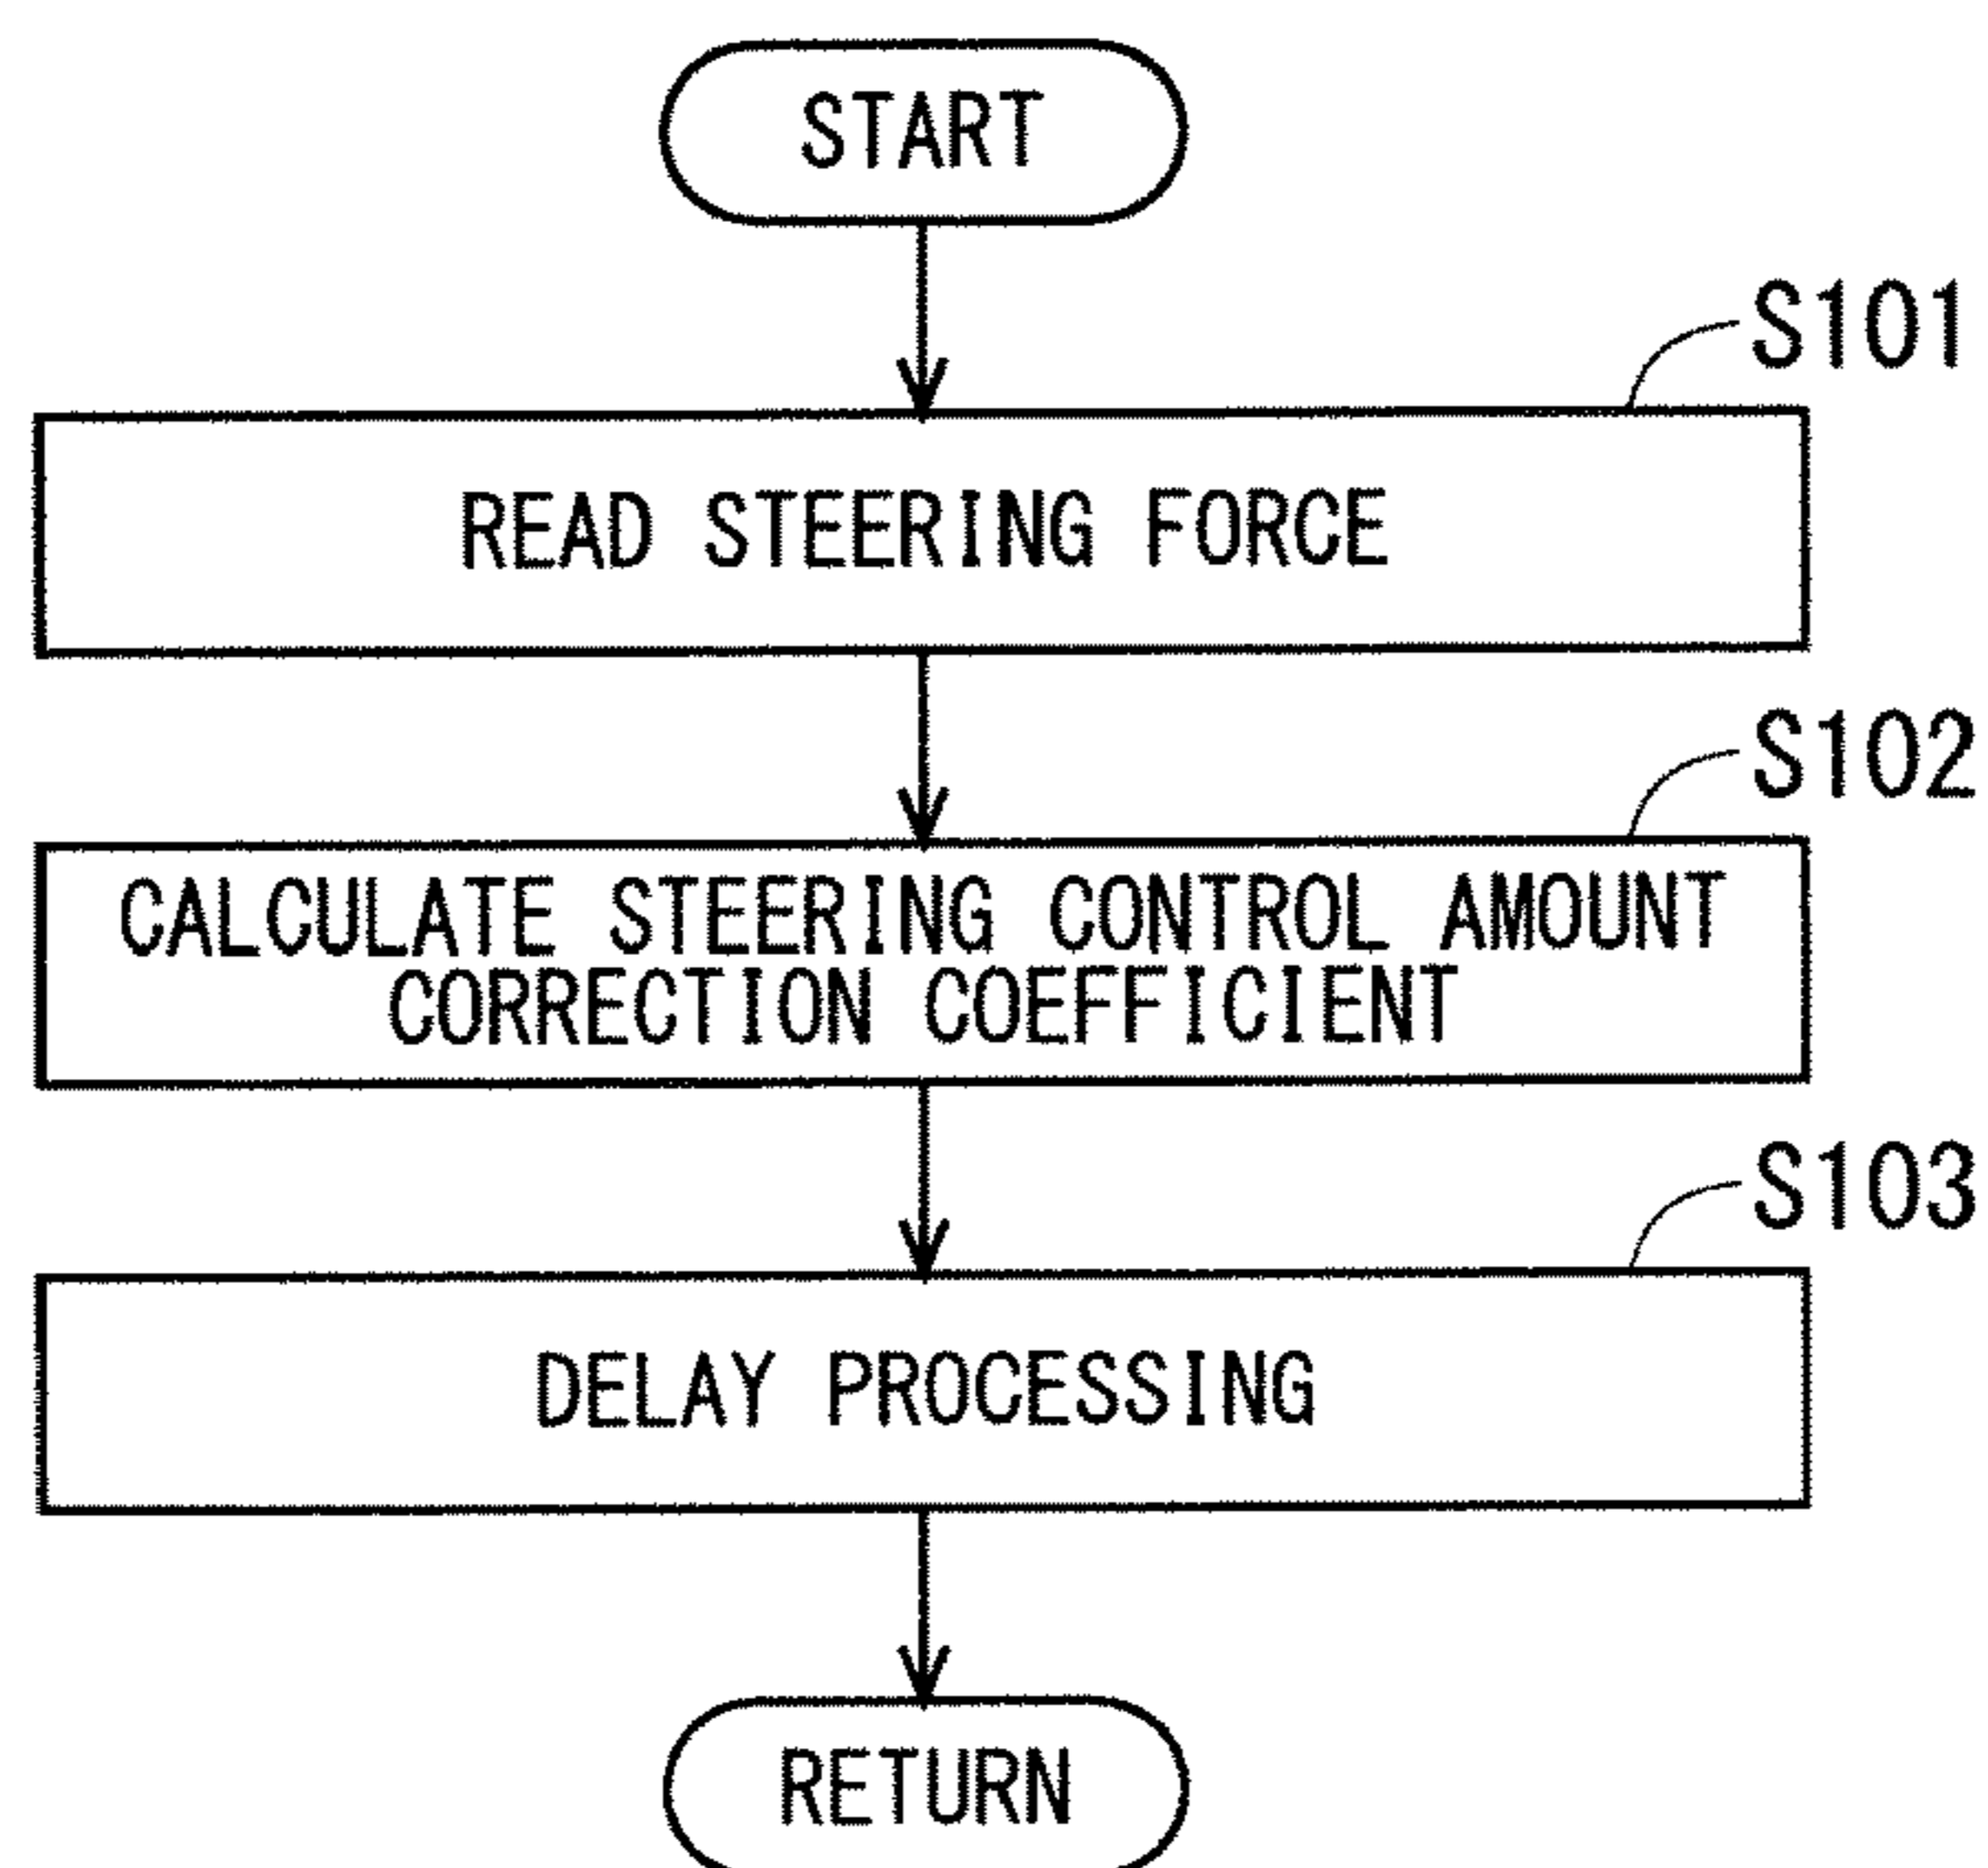 START
S101
READ STEERING FORCE
S102
CALCULATE STEERING CONTROL AMOUNT
CORRECTION COEFFICIENT
S103
DELAY PROCESSING
RETURN